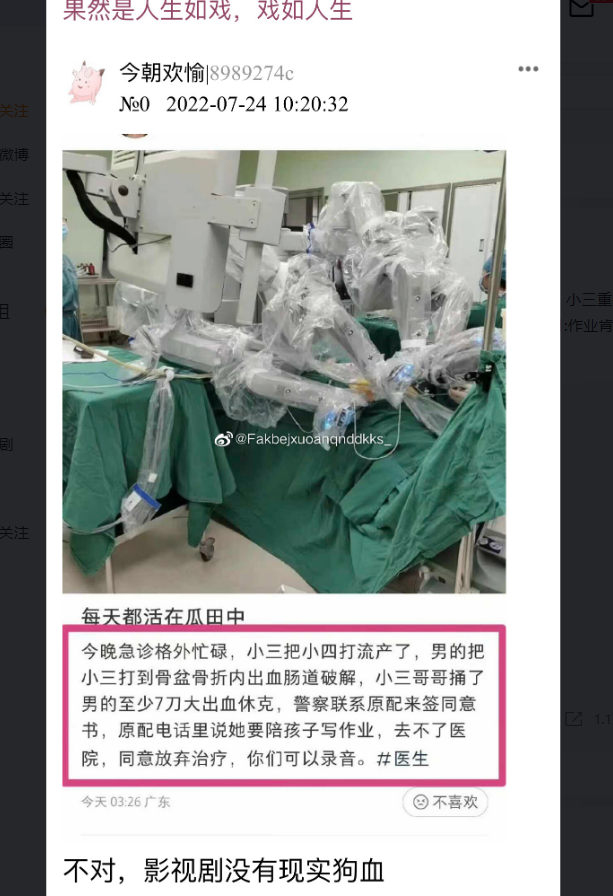 果然是人生如戏，戏如人生
今朝欢愉|8989274c
№0 2022-07-24 10:20:32
关注
微博
关注
圈
小三重
:作业肯
剧
关注
@Fakbejxuoanqnddkks_
每天都活在瓜田中
今晚急诊格外忙碌，小三把小四打流产了，男的把
小三打到骨盆骨折内出血肠道破解，小三哥哥捅了
男的至少7刀大出血休克，警察联系原配来签同意
书，原配电话里说她要陪孩子写作业，去不了医
院，同意放弃治疗，你们可以录音。#医生
1.1
今天 03:26 广东
不喜欢
不对，影视剧没有现实狗血